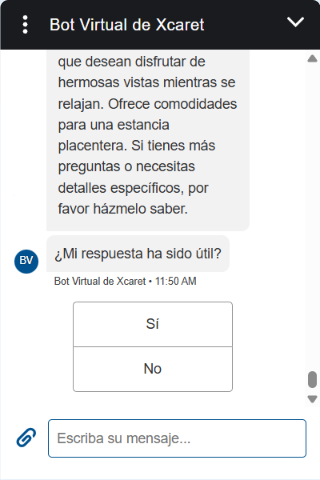 Bot Virtual de Xcaret
que desean disfrutar de
hermosas vistas mientras se
relajan. Ofrece comodidades
para una estancia
placentera. Si tienes más
preguntas o necesitas
detalles específicos, por
favor házmelo saber.
¿Mi respuesta ha sido útil?
BV
Bot Virtual de Xcaret • 11:50 AM
Sí
No
Escriba su mensaje...